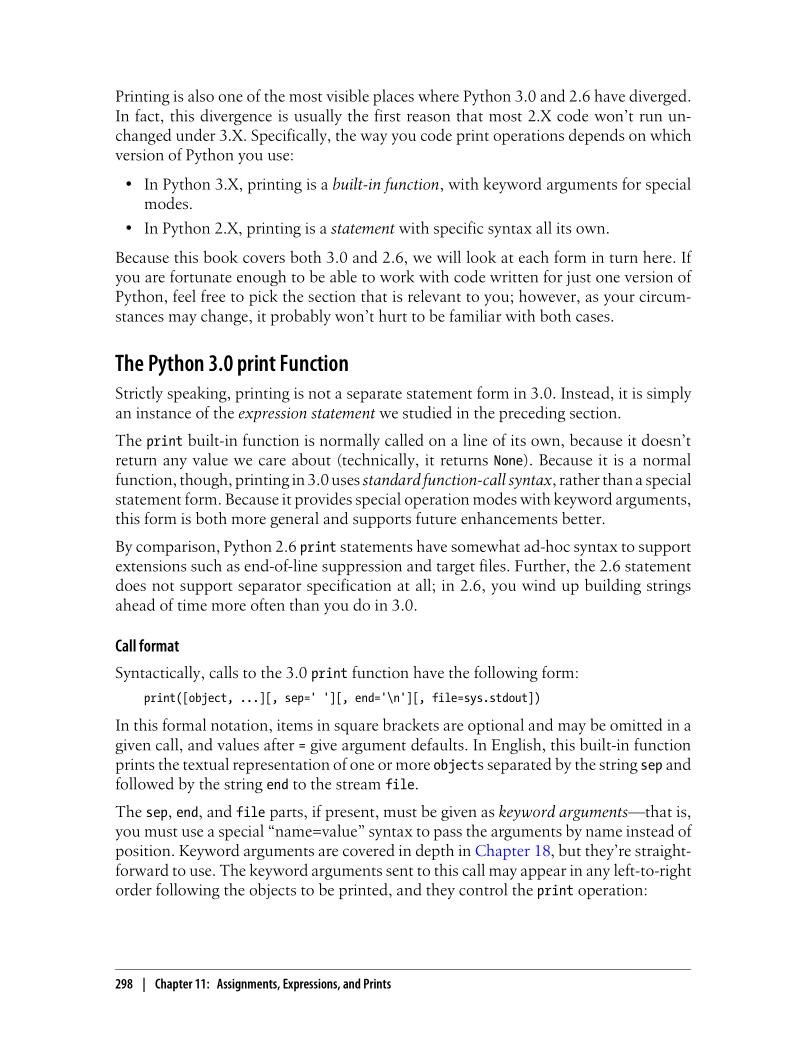 Printing is also one of the most visible places where Python 3.0 and 2.6 have diverged.
In fact, this divergence is usually the first reason that most 2.X code won’t run un-
changed under 3.X. Specifically, the way you code print operations depends on which
version of Python you use:
• In Python 3.X, printing is a built-in function, with keyword arguments for special
modes.
• In Python 2.X, printing is a statement with specific syntax all its own.
Because this book covers both 3.0 and 2.6, we will look at each form in turn here. If
you are fortunate enough to be able to work with code written for just one version of
Python, feel free to pick the section that is relevant to you; however, as your circum-
stances may change, it probably won’t hurt to be familiar with both cases.
The Python 3.0 print Function
Strictly speaking, printing is not a separate statement form in 3.0. Instead, it is simply
an instance of the expression statement we studied in the preceding section.
The print built-in function is normally called on a line of its own, because it doesn’t
return any value we care about (technically, it returns None). Because it is a normal
function, though, printing in 3.0 uses standard function-call syntax, rather than a special
statement form. Because it provides special operation modes with keyword arguments,
this form is both more general and supports future enhancements better.
By comparison, Python 2.6 print statements have somewhat ad-hoc syntax to support
extensions such as end-of-line suppression and target files. Further, the 2.6 statement
does not support separator specification at all; in 2.6, you wind up building strings
ahead of time more often than you do in 3.0.
Call format
Syntactically, calls to the 3.0 print function have the following form:
print([object, ...][, sep=' '][, end='\n'][, file=sys.stdout])
In this formal notation, items in square brackets are optional and may be omitted in a
given call, and values after = give argument defaults. In English, this built-in function
prints the textual representation of one or more objects separated by the string sep and
followed by the string end to the stream file.
The sep, end, and file parts, if present, must be given as keyword arguments—that is,
you must use a special “name=value” syntax to pass the arguments by name instead of
position. Keyword arguments are covered in depth in Chapter 18, but they’re straight-
forward to use. The keyword arguments sent to this call may appear in any left-to-right
order following the objects to be printed, and they control the print operation:
298 | Chapter 11: Assignments, Expressions, and Prints